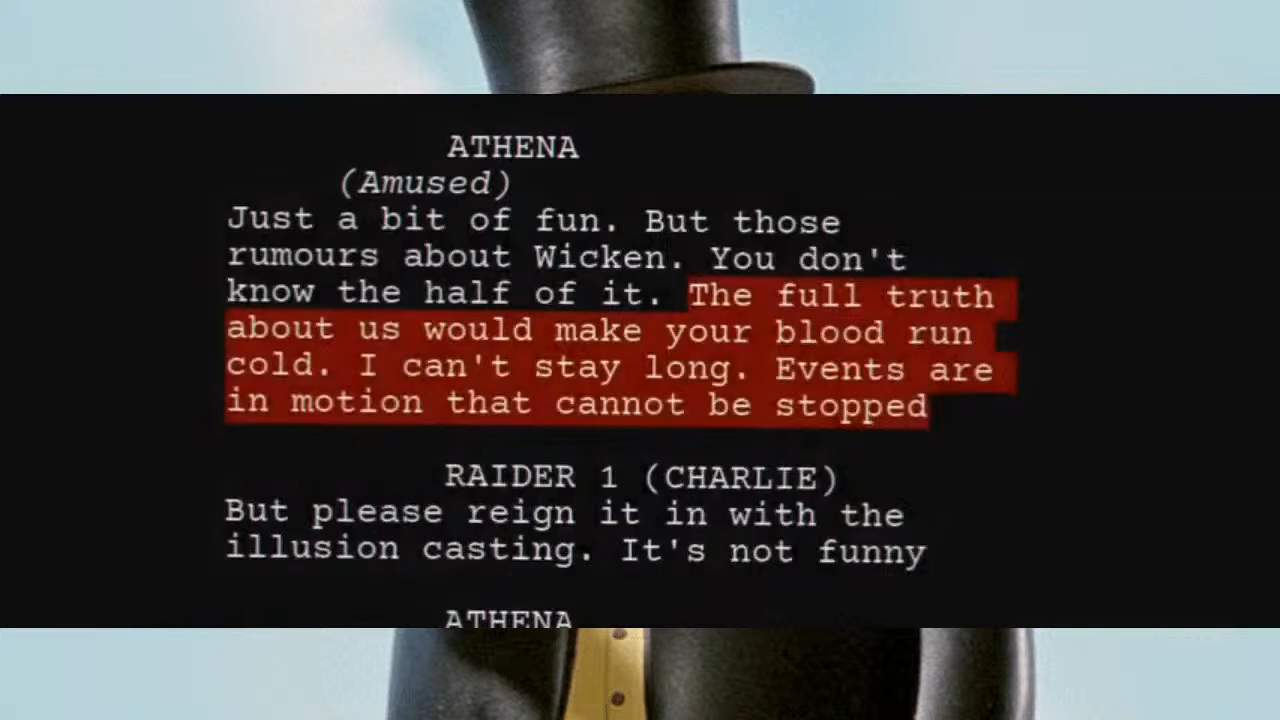 ATHENA
(Amused)
Just a bit of fun. But those
rumours about Wicken. You don't
know the half of it. The full truth
about us would make your blood run
cold. I can't stay long. Events are
in motion that cannot be stopped
RAIDER 1 (CHARLIE)
But please reign it in with the
illusion casting. It's not funny
ATHENA